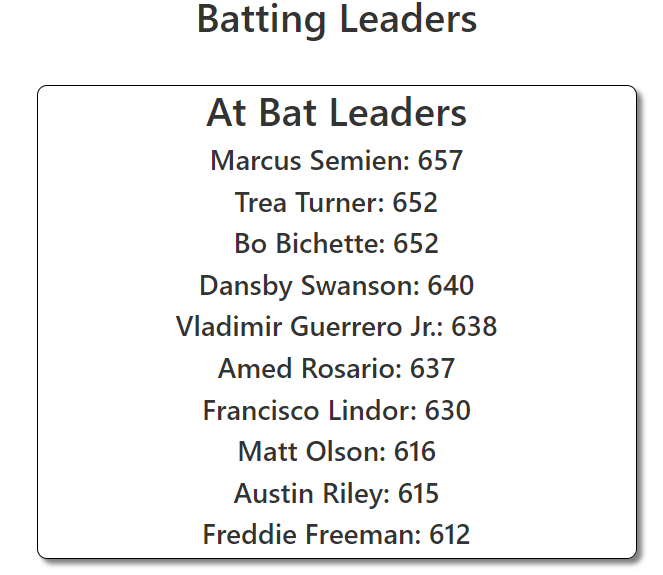 Batting Leaders
At Bat Leaders
Marcus Semien: 657
Trea Turner: 652
Bo Bichette: 652
Dansby Swanson: 640
Vladimir Guerrero Jr.: 638
Amed Rosario: 637
Francisco Lindor: 630
Matt Olson: 616
Austin Riley: 615
Freddie Freeman: 612